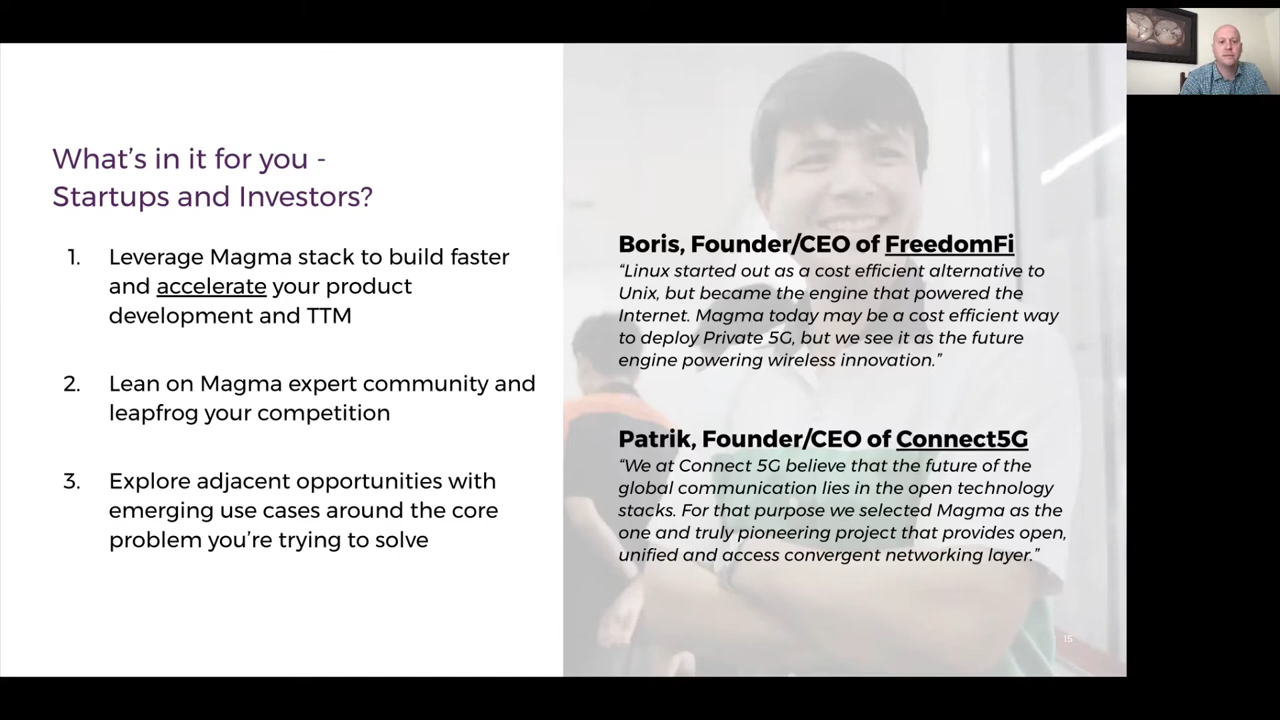 What's in it for you -
Startups and Investors?
1. Leverage Magma stack to build faster
and accelerate your product
development and TTM
2. Lean on Magma expert community and
leapfrog your competition
3. Explore adjacent opportunities with
emerging use cases around the core
problem you're trying to solve
Boris, Founder/CEO of FreedomFi
“Linux started out as a cost efficient alternative to
Unix, but became the engine that powered the
Internet. Magma today may be a cost efficient way
to deploy Private 5G, but we see it as the future
engine powering wireless innovation.”
Patrik, Founder/CEO of Connect5G
“We at Connect 5G believe that the future of the
global communication lies in the open technology
stacks. For that purpose we selected Magma as the
one and truly pioneering project that provides open,
unified and access convergent networking layer.”
15